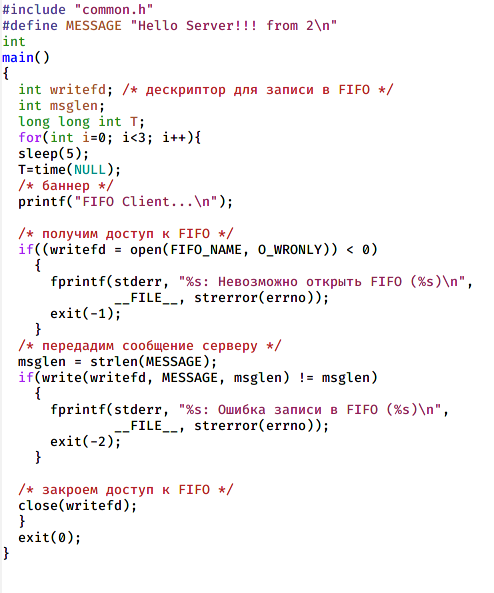 #include "common.h"
#define MESSAGE "Hello Server!!! from 2\n"
int
main()
{
  int writefd; /* дескриптор для записи в FIFO */
  int msglen;
  long long int T;
  for(int i=0; i<3; i++){
  sleep(5);
  T=time(NULL);
  /* баннер */
  printf("FIFO Client...\n");

  /* получим доступ к FIFO */
  if((writefd = open(FIFO_NAME, O_WRONLY)) < 0)
    {
      fprintf(stderr, "%s: Невозможно открыть FIFO (%s)\n",
              __FILE__, strerror(errno));
      exit(-1);
    }
  /* передадим сообщение серверу */
  msglen = strlen(MESSAGE);
  if(write(writefd, MESSAGE, msglen) != msglen)
    {
      fprintf(stderr, "%s: Ошибка записи в FIFO (%s)\n",
              __FILE__, strerror(errno));
      exit(-2);
    }

  /* закроем доступ к FIFO */
  close(writefd);
  }
  exit(0);
}